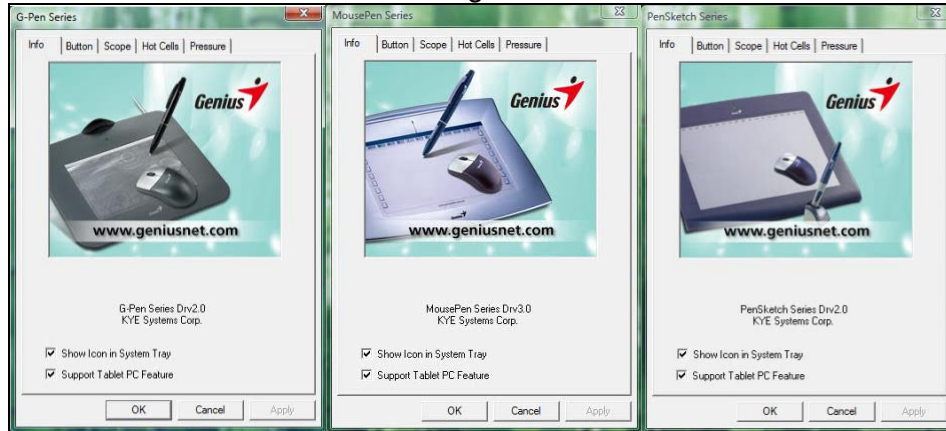 G-Pen Series
Info Button Scope Hot Cells Pressure
Genius
www.geniusnet.com
G-Pen Series Drv2.0
KYE Systems Corp.
Show Icon in System Tray
Support Tablet PC Feature
OK Cancel Apply
MousePen Series
Info Button Scope Hot Cells Pressure
Genius
www.geniusnet.com
MousePen Series Drv3.0
KYE Systems Corp.
Show Icon in System Tray
Support Tablet PC Feature
OK Cancel Apply
PenSketch Series
Info Button Scope Hot Cells Pressure
Genius
www.geniusnet.com
PenSketch Series Drv2.0
KYE Systems Corp.
Show Icon in System Tray
Support Tablet PC Feature
OK Cancel Apply